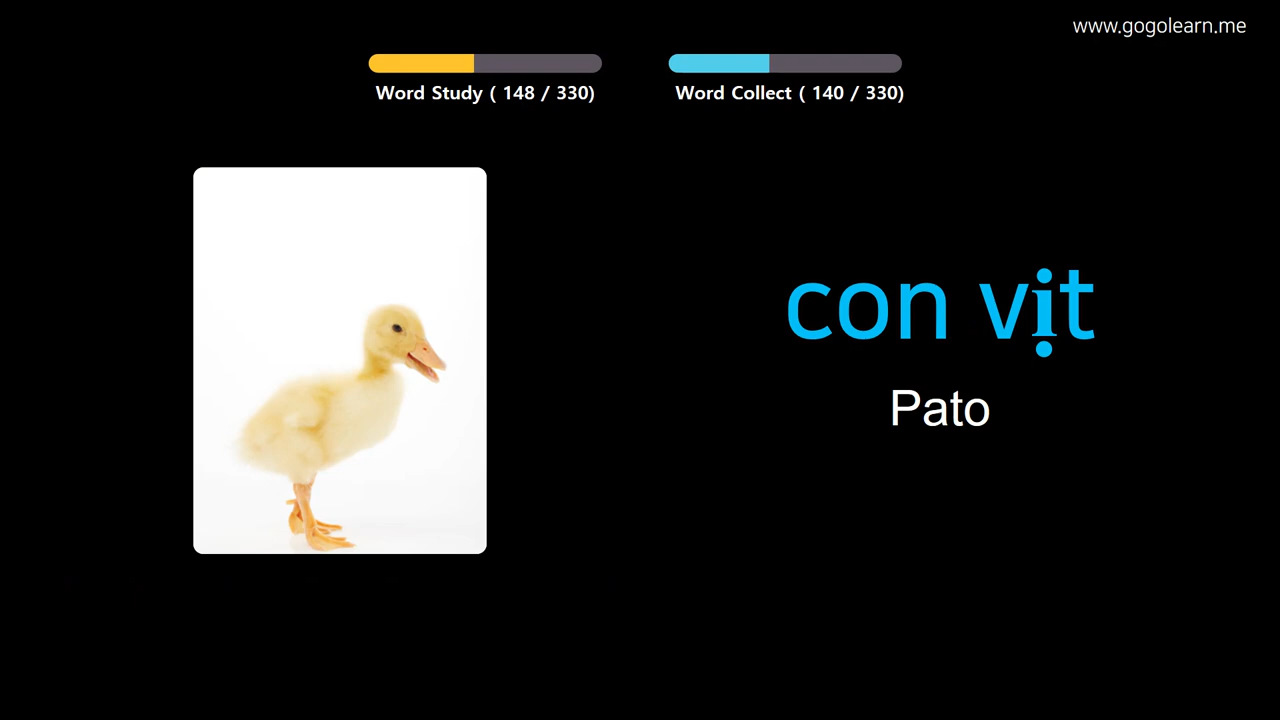 www.gogolearn.me
Word Study ( 148 / 330)
Word Collect ( 140 / 330)
con vịt
Pato